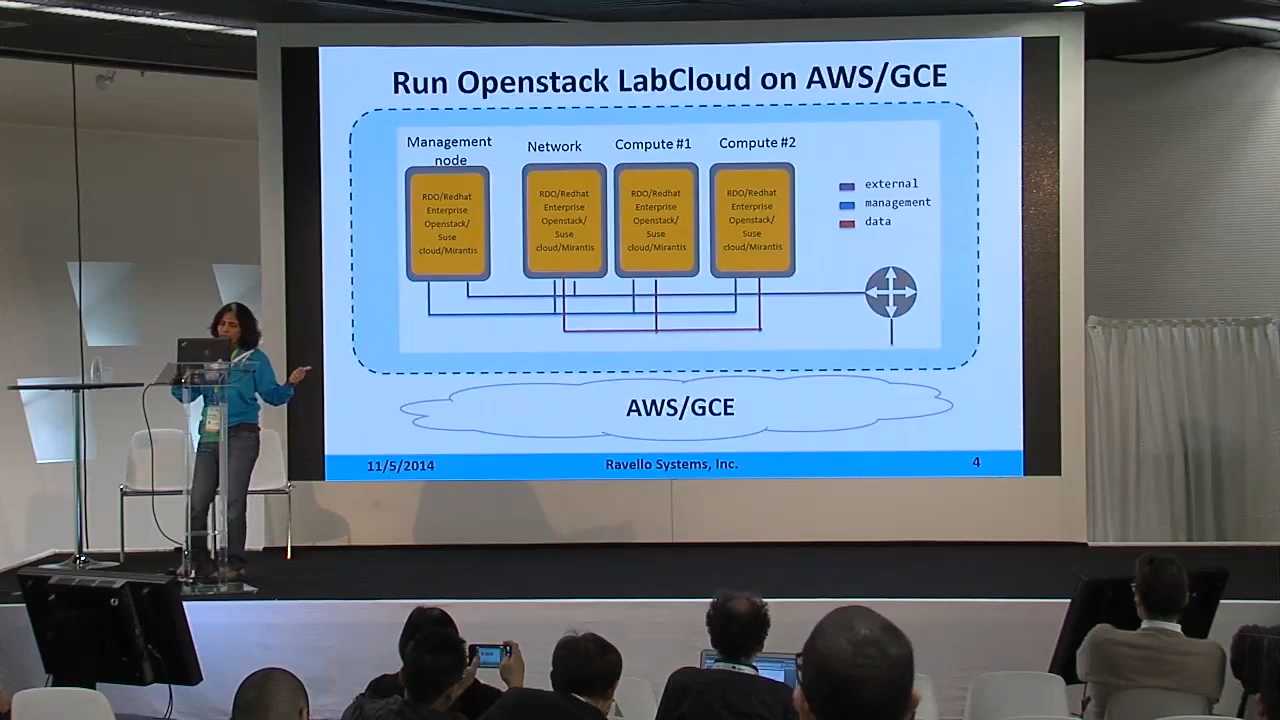 Run Openstack LabCloud on AWS/GCE
Management
node
Network
Compute #1
Compute #2
RDO/Redhat
Enterprise
Openstack/
Suse
cloud/Mirantis
RDO/Redhat
Enterprise
Openstack/
Suse
cloud/Mirantis
RDO/Redhat
Enterprise
Openstack/
Suse
cloud/Mirantis
RDO/Redhat
Enterprise
Openstack/
Suse
cloud/Mirantis
external
management
data
AWS/GCE
11/5/2014
Ravello Systems, Inc.
4